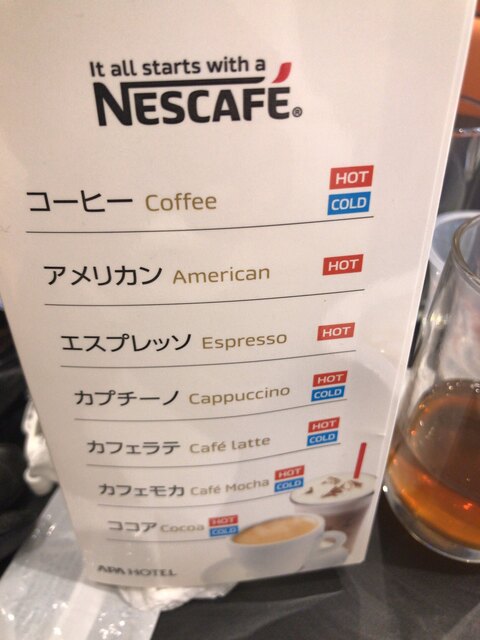 It all starts with a
NESCAFÉ®
コーヒー Coffee HOT COLD
アメリカン American HOT
エスプレッソ Espresso HOT
カプチーノ Cappuccino HOT COLD
カフェラテ Café latte HOT COLD
カフェモカ Café Mocha HOT COLD
ココア Cocoa HOT COLD
APA HOTEL